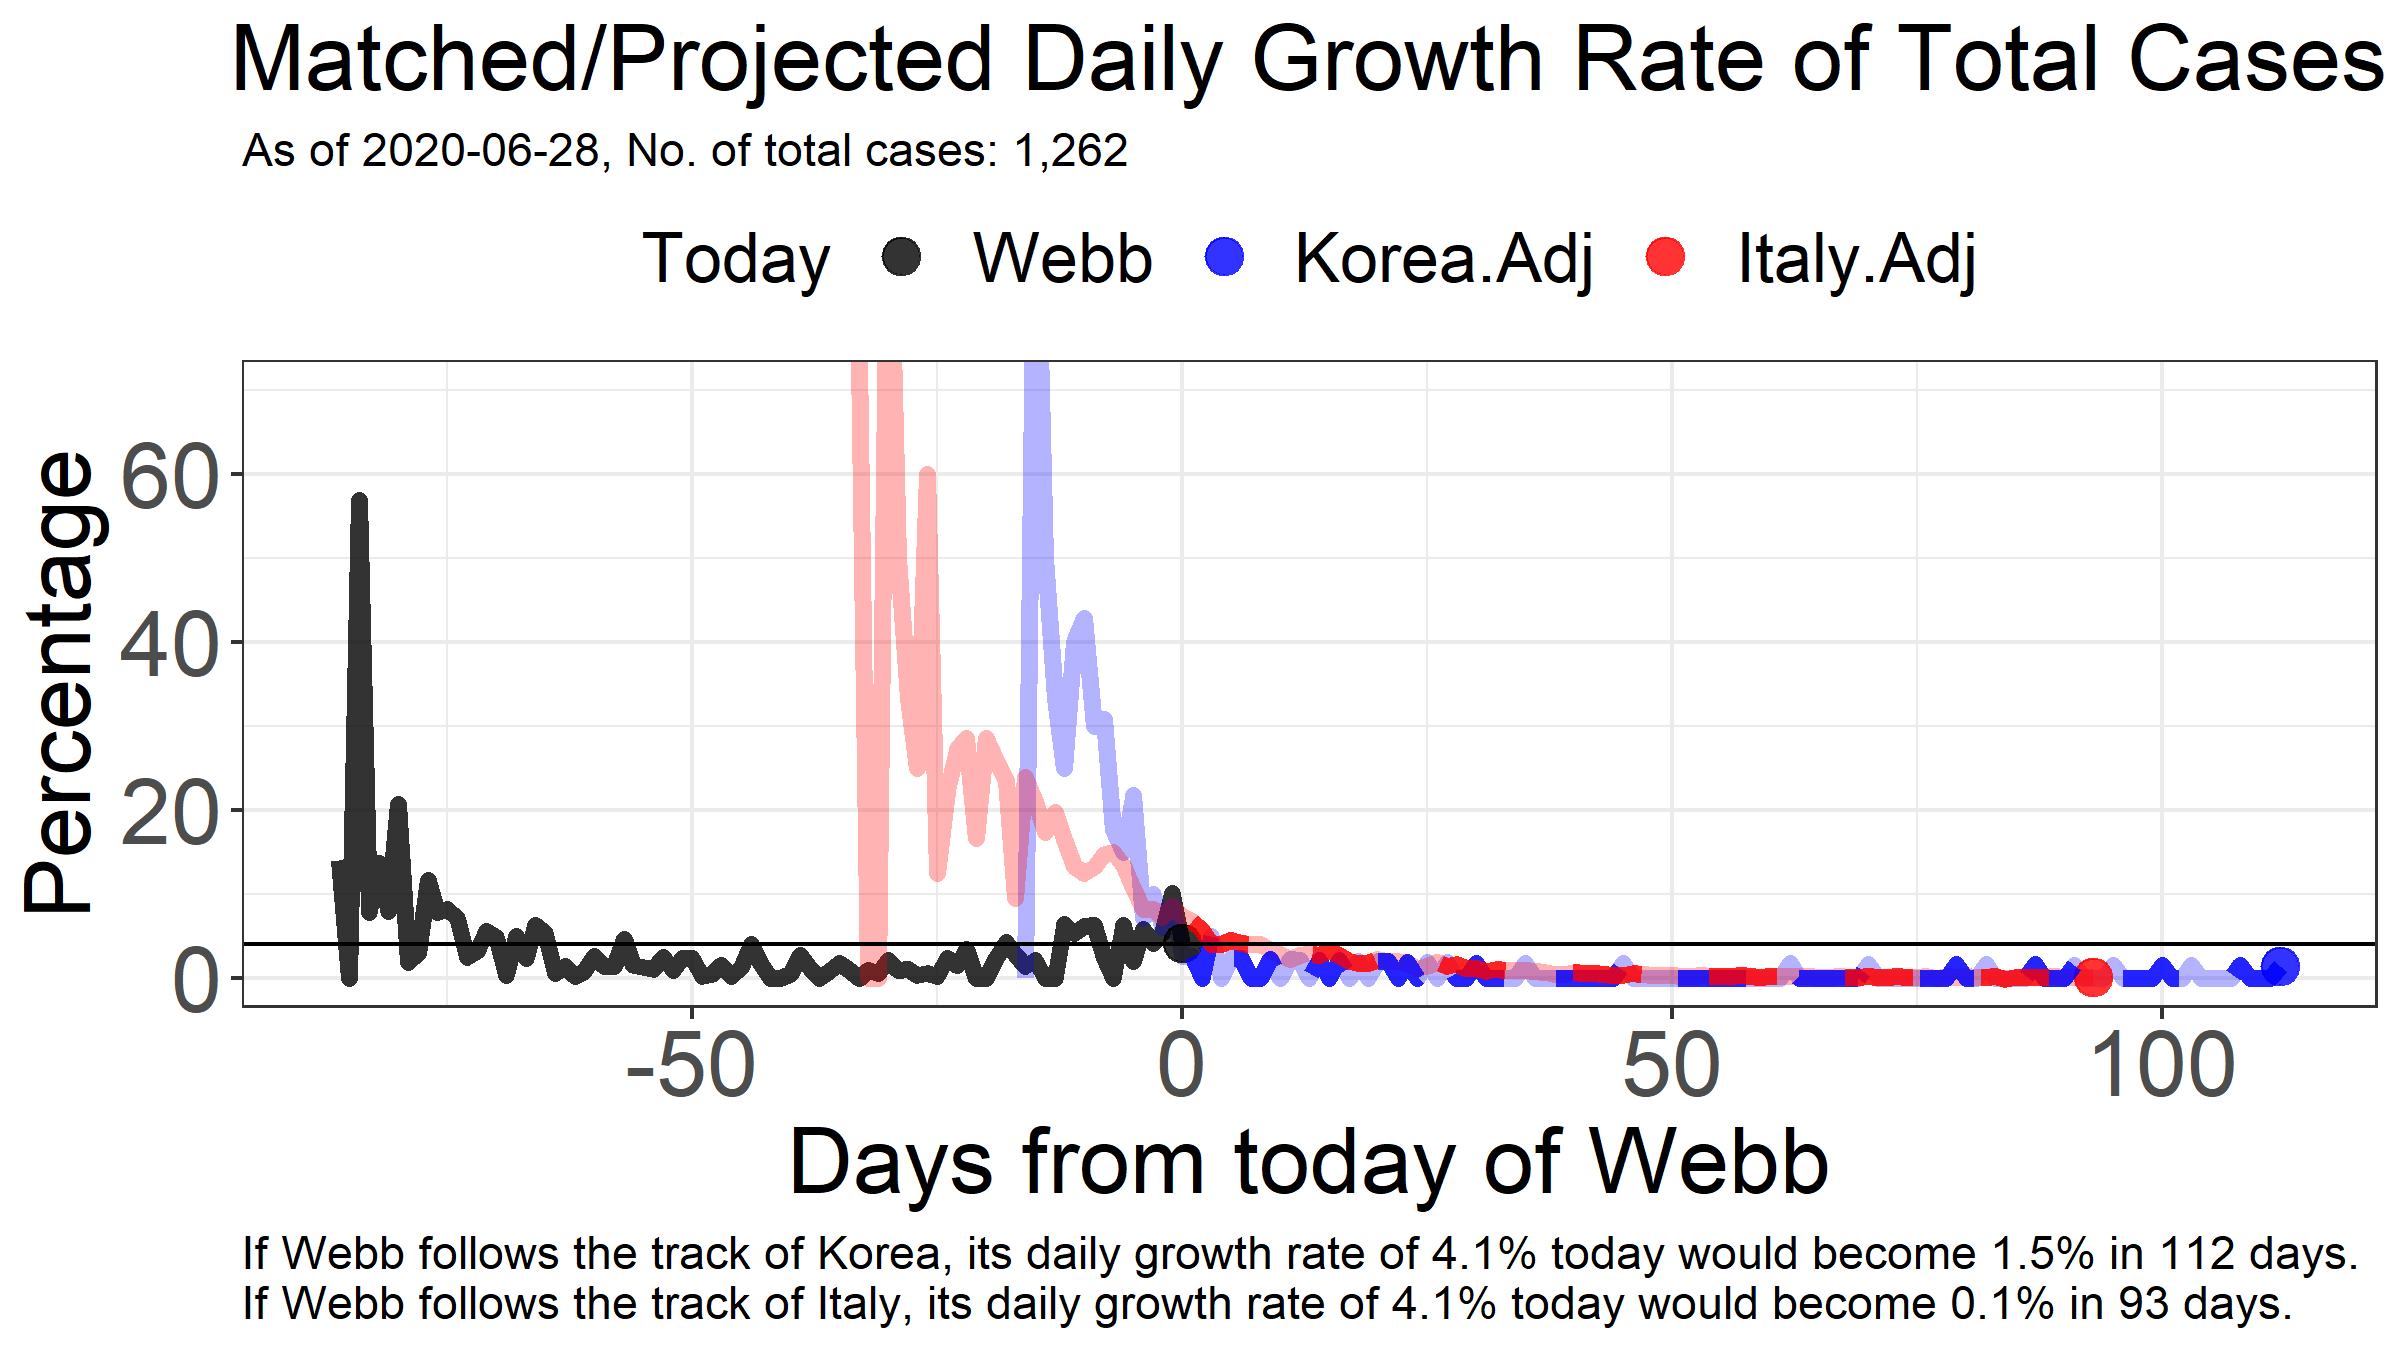 Matched/Projected Daily Growth Rate of Total Cases
As of 2020-06-28, No. of total cases: 1,262
Today Webb Korea.Adj Italy.Adj
Percentage
60
40
20
0
-50 0 50 100
Days from today of Webb
If Webb follows the track of Korea, its daily growth rate of 4.1% today would become 1.5% in 112 days.
If Webb follows the track of Italy, its daily growth rate of 4.1% today would become 0.1% in 93 days.